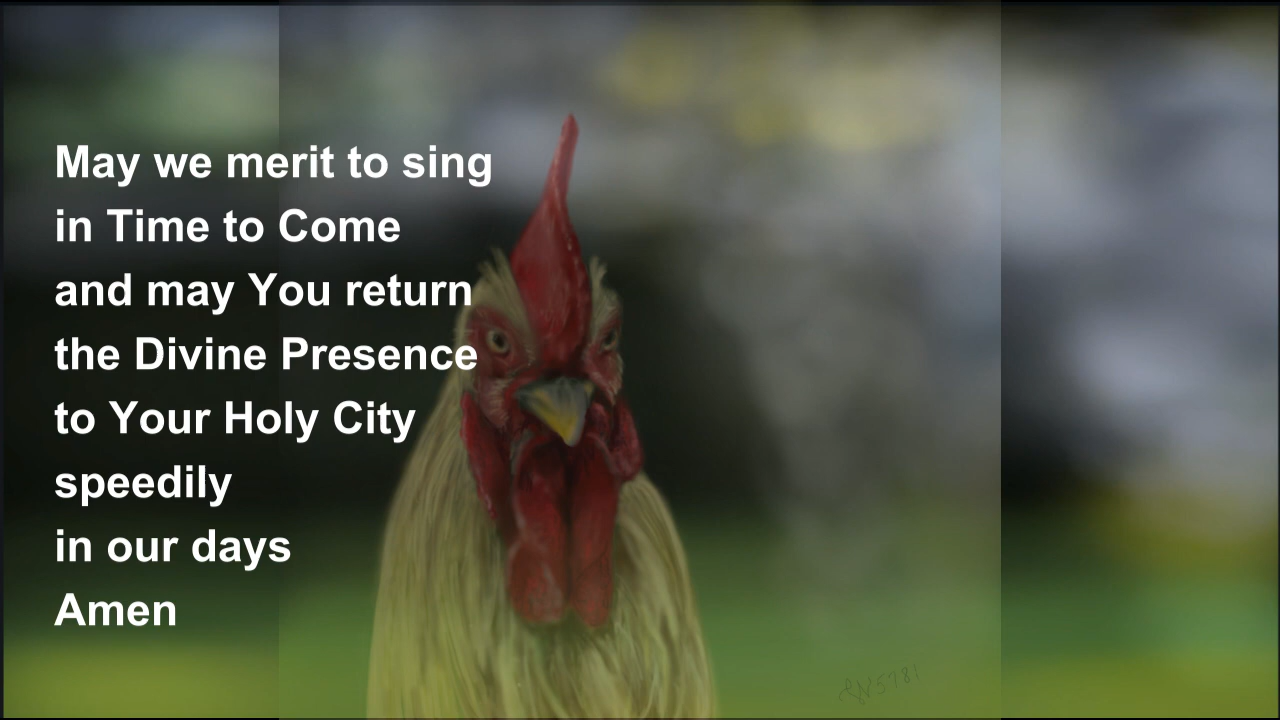 May we merit to sing
in Time to Come
and may You return
the Divine Presence
to Your Holy City
speedily
in our days
Amen
5781